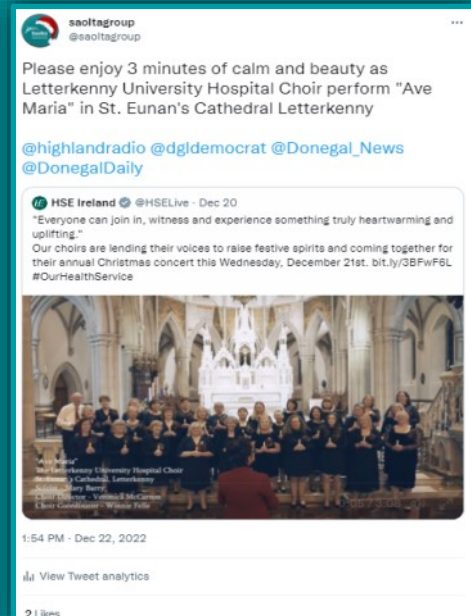 saoltagroup
@saoltagroup
Please enjoy 3 minutes of calm and beauty as
Letterkenny University Hospital Choir perform "Ave
Maria" in St. Eunan's Cathedral Letterkenny
@highlandradio @dgldemocrat @Donegal_News
@DonegalDaily
HSE Ireland @HSELive · Dec 20
"Everyone can join in, witness and experience something truly heartwarming and
uplifting."
Our choirs are lending their voices to raise festive spirits and coming together for
their annual Christmas concert this Wednesday, December 21st. bit.ly/3BFwF6L
#OurHealthService
"Ave Maria"
The Letterkenny University Hospital Choir
St. Eunan's Cathedral, Letterkenny
Mary Barry
Choir Director - McCarron
Choir - Winnie
1:54 PM · Dec 22, 2022
View Tweet analytics
2 Likes